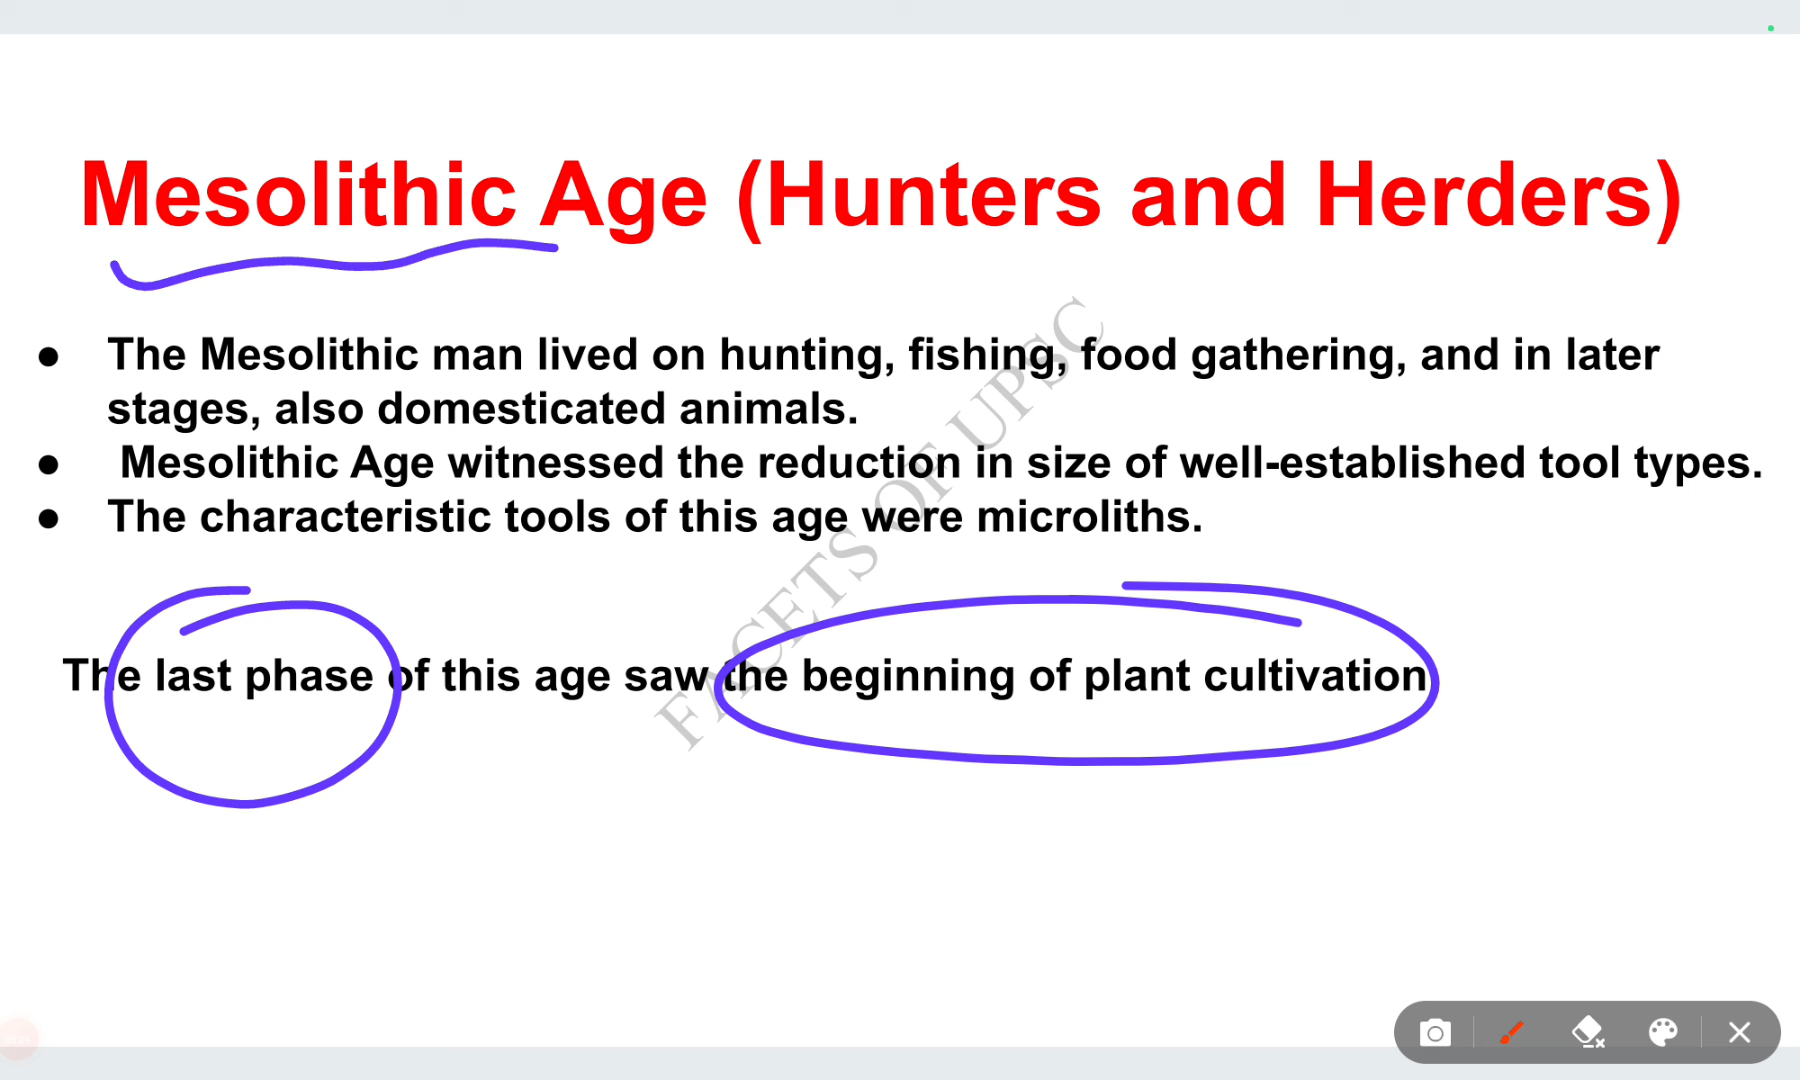 Mesolithic Age (Hunters and Herders)
● The Mesolithic man lived on hunting, fishing, food gathering, and in later
stages, also domesticated animals.
● Mesolithic Age witnessed the reduction in size of well-established tool types.
● The characteristic tools of this age were microliths.
The last phase of this age saw the beginning of plant cultivation
FACETS OF UPSC